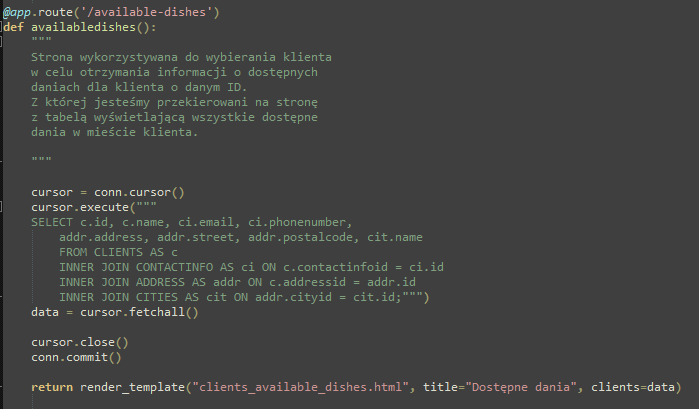 @app.route('/available-dishes')
def availabledishes():
    """
    Strona wykorzystywana do wybierania klienta
    w celu otrzymania informacji o dostępnych
    daniach dla klienta o danym ID.
    Z której jesteśmy przekierowani na stronę
    z tabelą wyświetlającą wszystkie dostępne
    dania w mieście klienta.

    """

    cursor = conn.cursor()
    cursor.execute("""
    SELECT c.id, c.name, ci.email, ci.phonenumber,
        addr.address, addr.street, addr.postalcode, cit.name
        FROM CLIENTS AS c
        INNER JOIN CONTACTINFO AS ci ON c.contactinfoid = ci.id
        INNER JOIN ADDRESS AS addr ON c.addressid = addr.id
        INNER JOIN CITIES AS cit ON addr.cityid = cit.id;""")
    data = cursor.fetchall()

    cursor.close()
    conn.commit()

    return render_template("clients_available_dishes.html", title="Dostępne dania", clients=data)